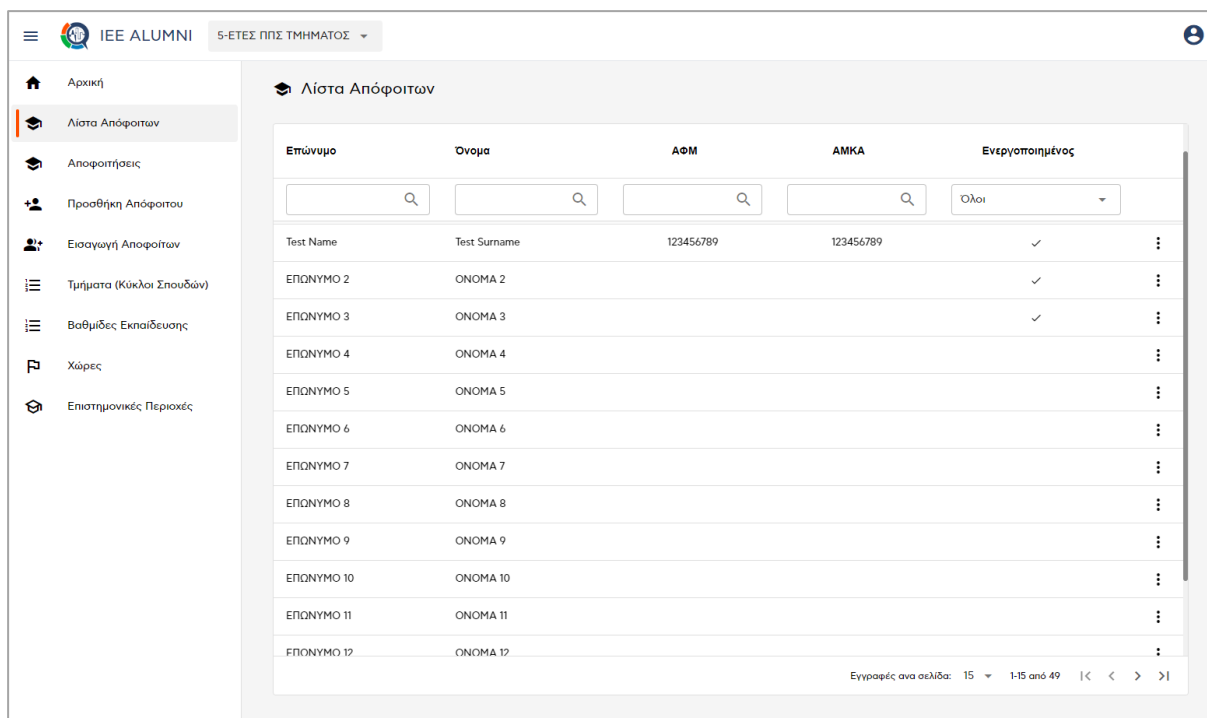 IEE ALUMNI 5-ΕΤΕΣ ΠΠΣ ΤΜΗΜΑΤΟΣ
Αρχική
Λίστα Απόφοιτων
Αποφοιτήσεις
Προσθήκη Απόφοιτου
Εισαγωγή Αποφοίτων
Τμήματα (Κύκλοι Σπουδών)
Βαθμίδες Εκπαίδευσης
Χώρες
Επιστημονικές Περιοχές
Λίστα Απόφοιτων
Επώνυμο Όνομα ΑΦΜ ΑΜΚΑ Ενεργοποιημένος
Όλοι
Test Name Test Surname 123456789 123456789
ΕΠΩΝΥΜΟ 2 ΟΝΟΜΑ 2
ΕΠΩΝΥΜΟ 3 ΟΝΟΜΑ 3
ΕΠΩΝΥΜΟ 4 ΟΝΟΜΑ 4
ΕΠΩΝΥΜΟ 5 ΟΝΟΜΑ 5
ΕΠΩΝΥΜΟ 6 ΟΝΟΜΑ 6
ΕΠΩΝΥΜΟ 7 ΟΝΟΜΑ 7
ΕΠΩΝΥΜΟ 8 ΟΝΟΜΑ 8
ΕΠΩΝΥΜΟ 9 ΟΝΟΜΑ 9
ΕΠΩΝΥΜΟ 10 ΟΝΟΜΑ 10
ΕΠΩΝΥΜΟ 11 ΟΝΟΜΑ 11
ΕΠΩΝΥΜΟ 12 ΟΝΟΜΑ 12
Εγγραφές ανα σελίδα: 15 1-15 από 49